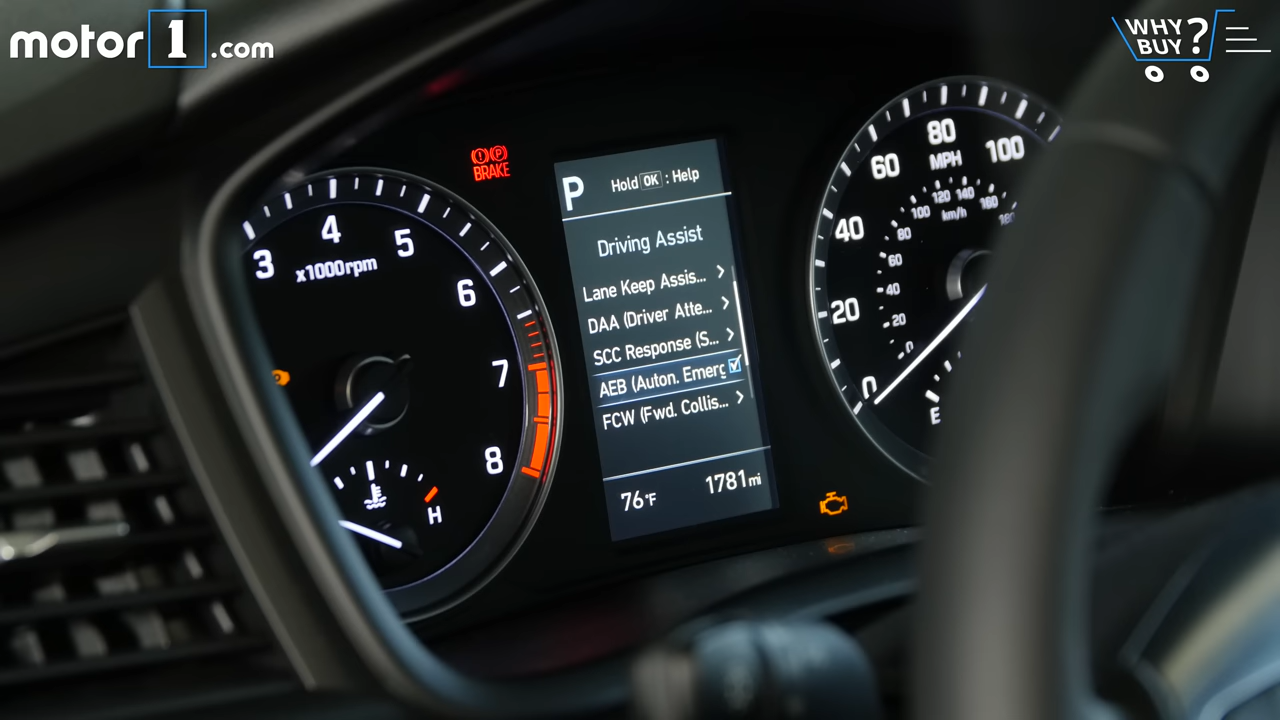 motor1.com
WHY
BUY?
BRAKE
P Hold OK : Help
Driving Assist
Lane Keep Assis...
DAA (Driver Atte...
SCC Response (S...
AEB (Auton. Emerg
FCW (Fwd. Collis...
76°F 1781mi
3 4 5 6 7 8
x1000rpm
H
0 20 40 60 80 100
MPH
0 20 40 60 80 100 120 140 160
km/h
E